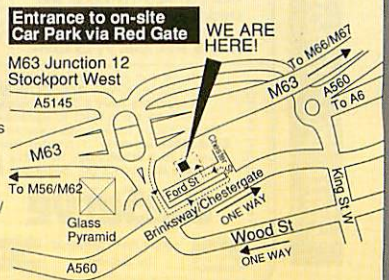 Entrance to on-site
Car Park via Red Gate
WE ARE
HERE!
M63 Junction 12
Stockport West
To M66/M67
A5145
M63
A560
To A6
M63
To M56/M62
Chester St
Ford St
King St W
Glass
Pyramid
Brinksway/Chestergate
ONE WAY
Wood St
ONE WAY
A560